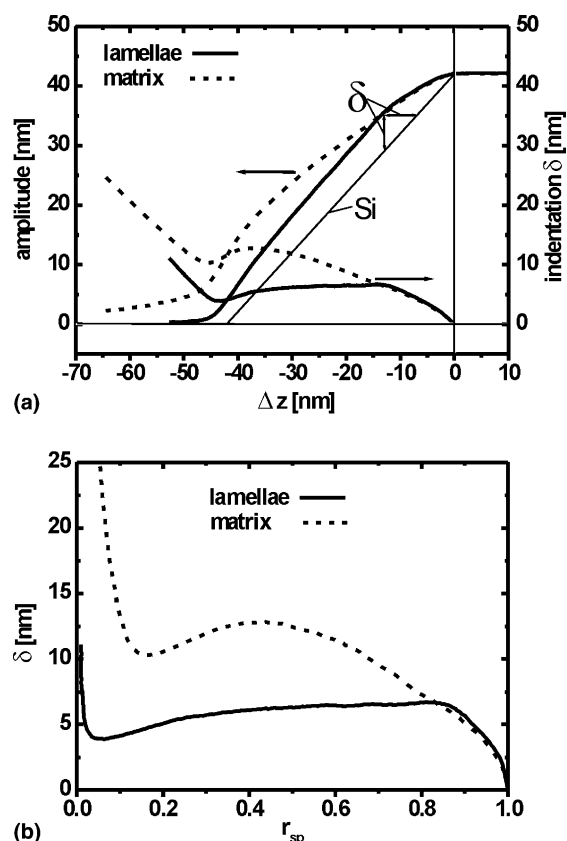 50
40
30
20
10
0
amplitude [nm]
lamellae
matrix
δ
Si
50
40
30
20
10
0
indentation δ [nm]
-70 -60 -50 -40 -30 -20 -10 0 10
Δ z [nm]
(a)
25
20
15
10
5
0
δ [nm]
lamellae
matrix
0.0 0.2 0.4 0.6 0.8 1.0
r_sp
(b)